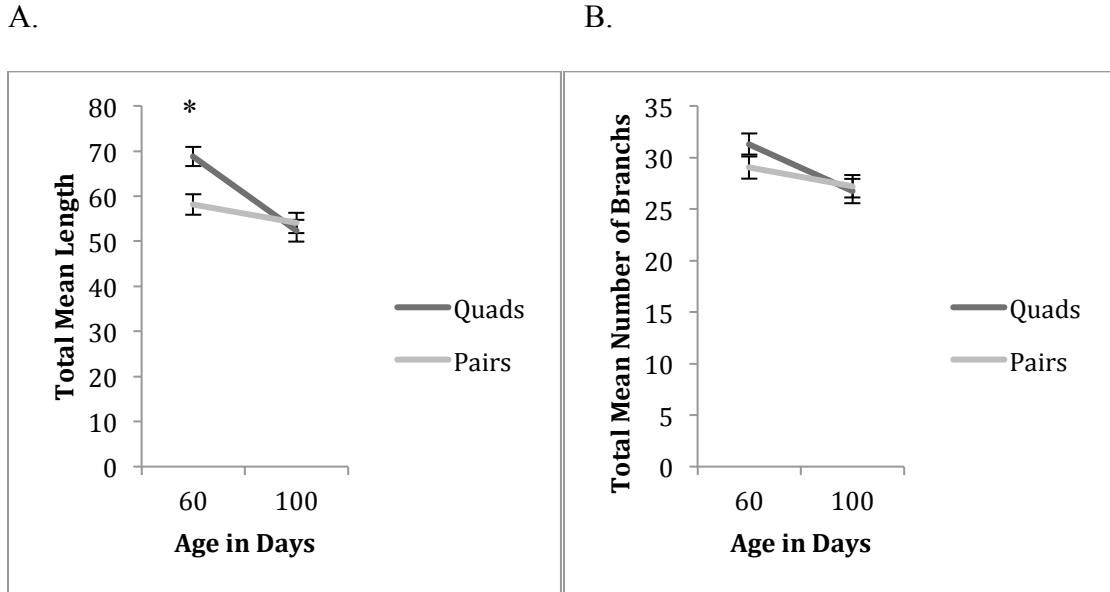 A.
B.
*
80
70
60
50
40
30
20
10
0
Total Mean Length
60 100
Age in Days
Quads
Pairs
35
30
25
20
15
10
5
0
Total Mean Number of Branchs
60 100
Age in Days
Quads
Pairs